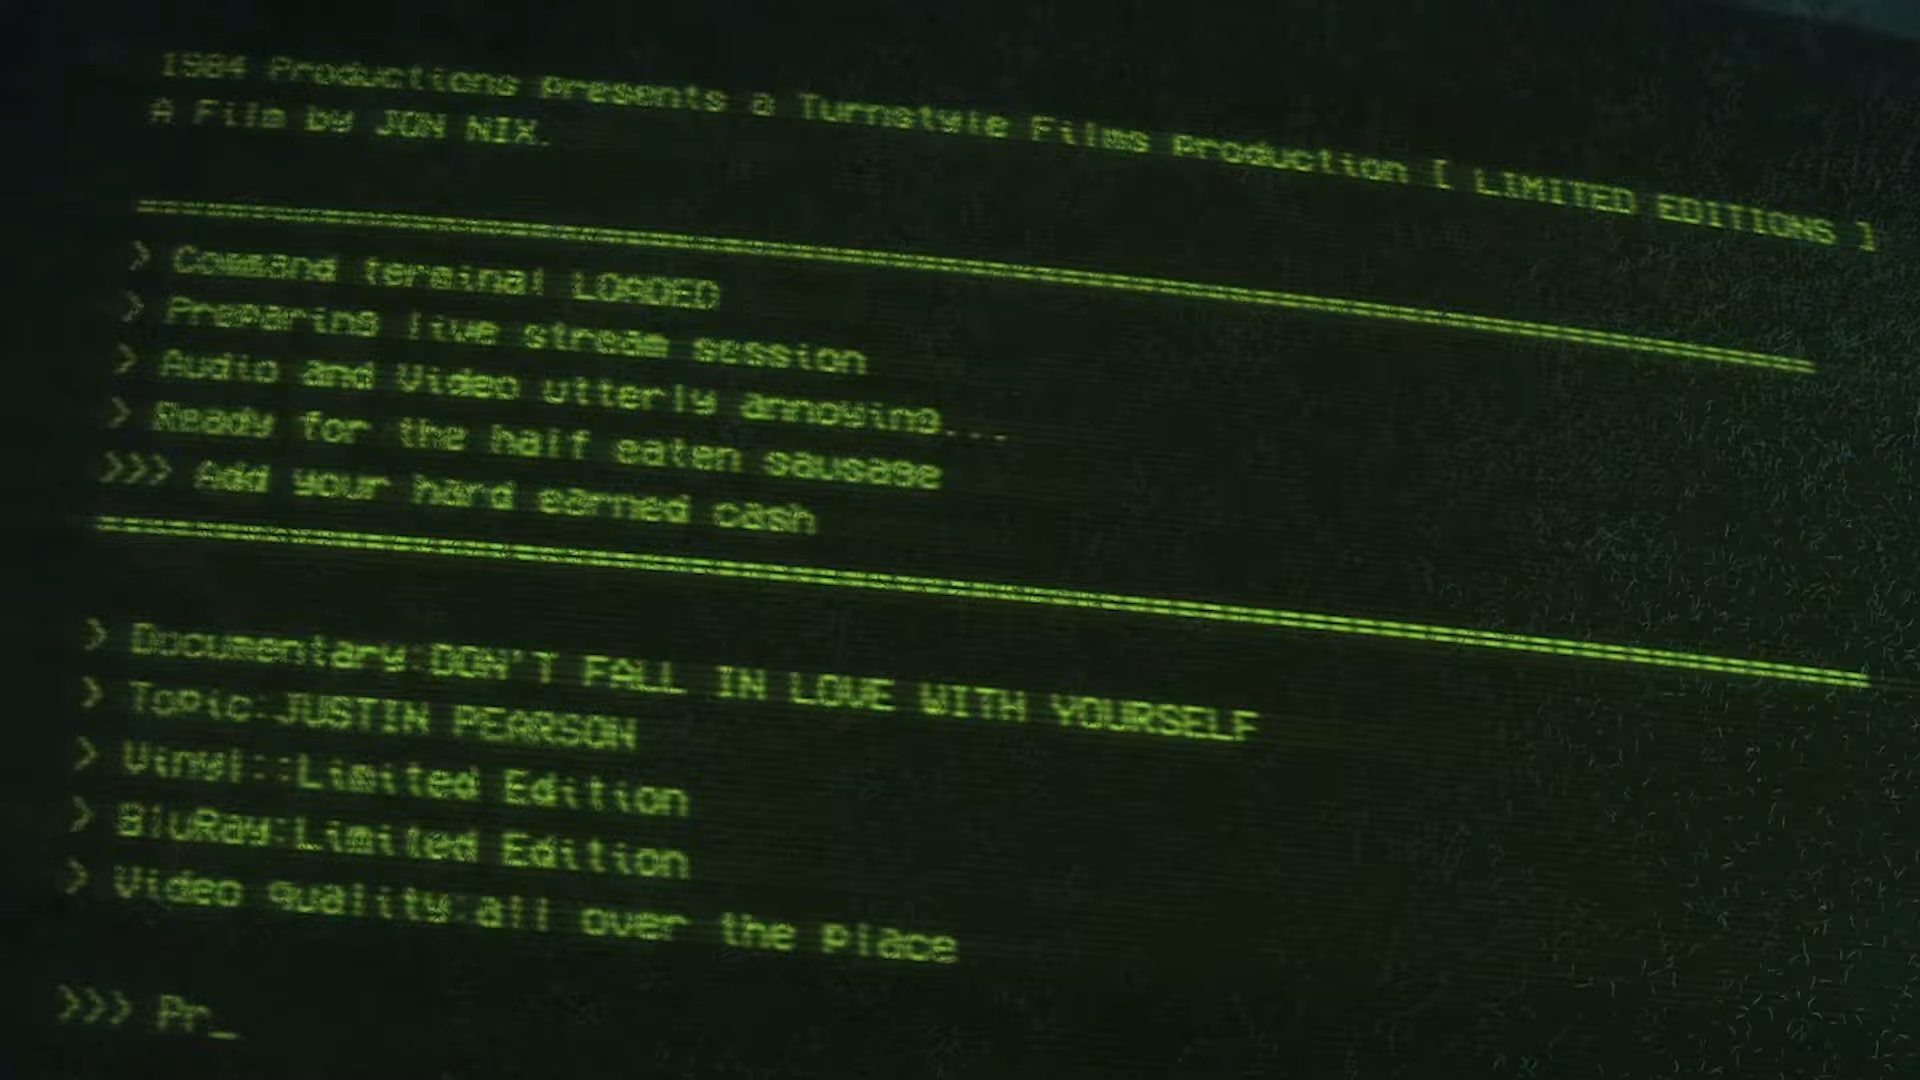 1984 Productions presents a Turnstyle Films production [ LIMITED EDITIONS ]
A Film by JON NIX.
> Command terminal LOADED
> Preparing live stream session
> Audio and Video utterly annoying...
> Ready for the half eaten sausage
>>> Add your hard earned cash
> Documentary:DON'T FALL IN LOVE WITH YOURSELF
> Topic:JUSTIN PEARSON
> Vinyl::Limited Edition
> BluRay:Limited Edition
> Video quality:all over the place
>>> Pr_